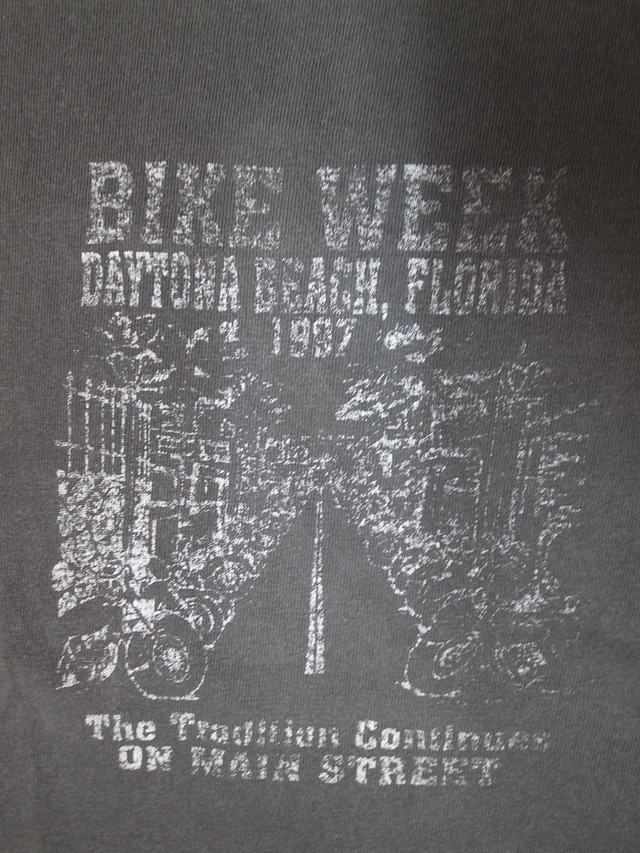 BIKE WEEK
DAYTONA BEACH, FLORIDA
1997
The Tradition Continues
ON MAIN STREET